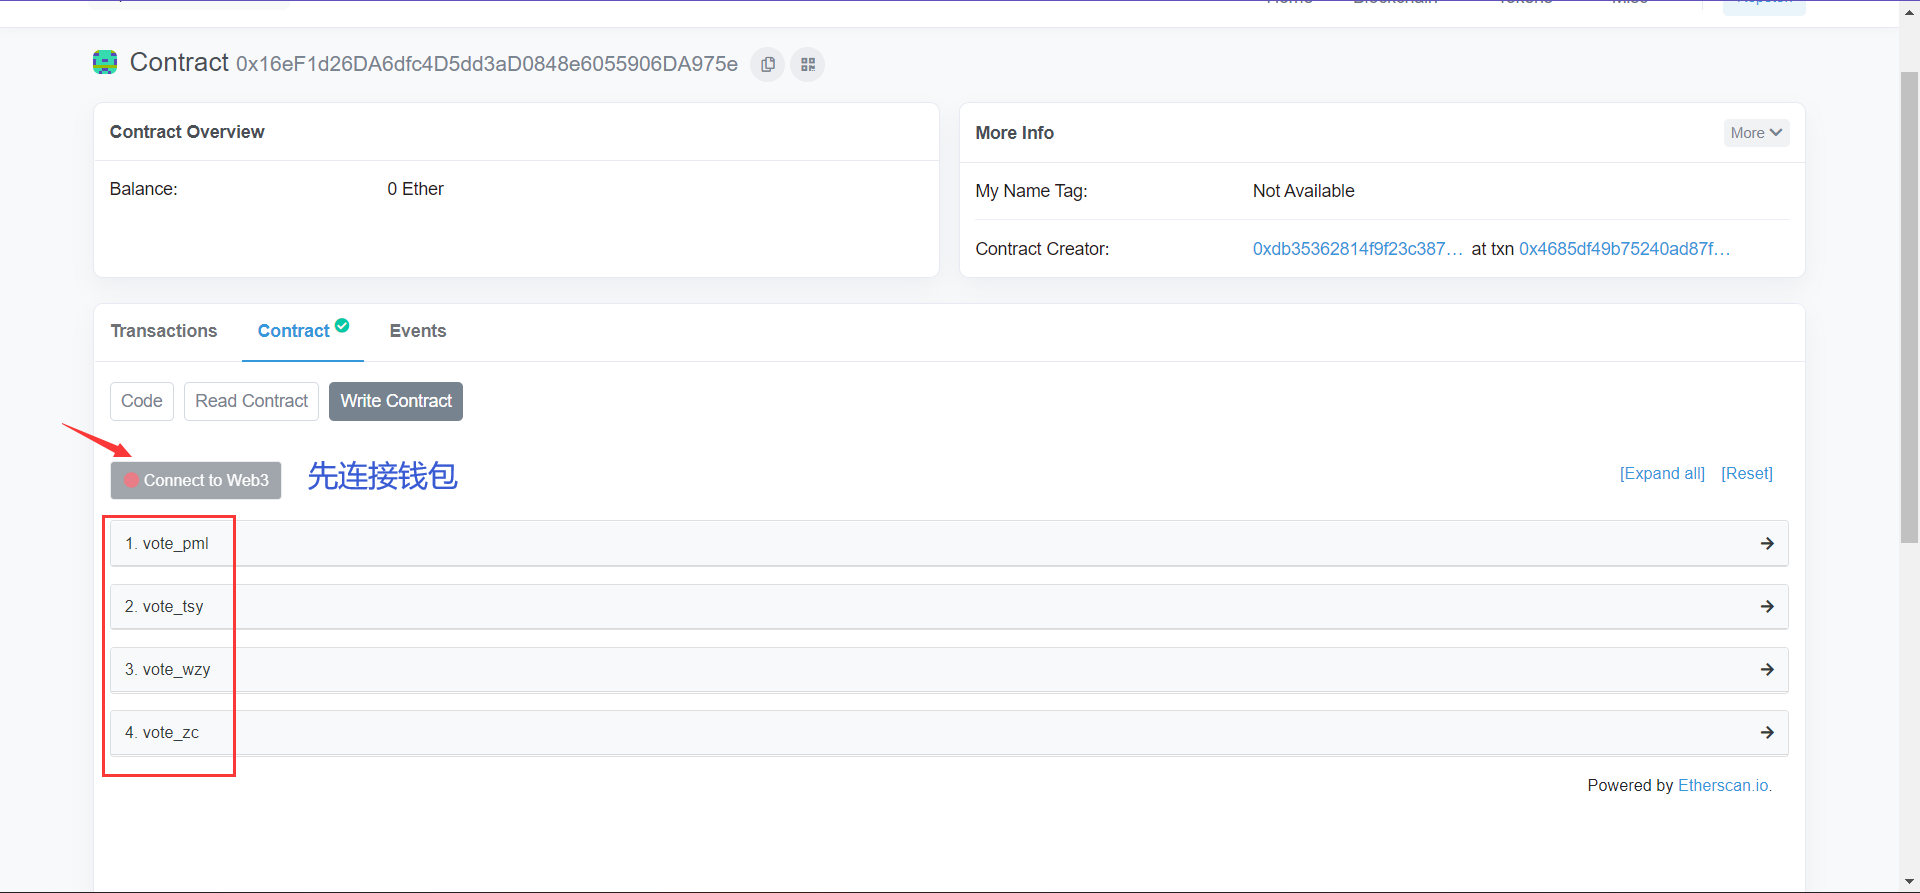 Contract 0x16eF1d26DA6dfc4D5dd3aD0848e6055906DA975e
Contract Overview
Balance: 0 Ether
More Info
More
My Name Tag: Not Available
Contract Creator: 0xdb35362814f9f23c387... at txn 0x4685df49b75240ad87f...
Transactions Contract Events
Code Read Contract Write Contract
Connect to Web3 先连接钱包 [Expand all] [Reset]
1. vote_pml
2. vote_tsy
3. vote_wzy
4. vote_zc
Powered by Etherscan.io.